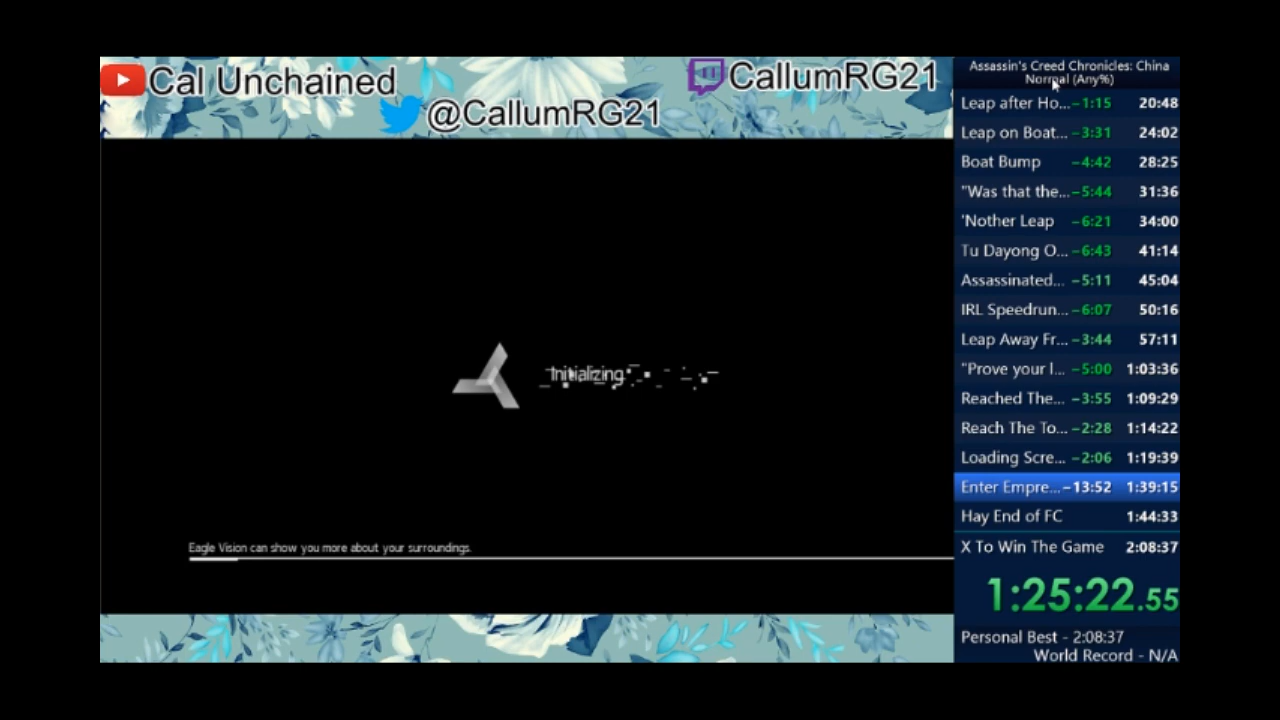 Cal Unchained
CallumRG21
@CallumRG21
Assassin's Creed Chronicles: China
Normal (Any%)
Leap after Ho... −1:15 20:48
Leap on Boat... −3:31 24:02
Boat Bump −4:42 28:25
"Was that the... −5:44 31:36
'Nother Leap −6:21 34:00
Tu Dayong O... −6:43 41:14
Assassinated... −5:11 45:04
IRL Speedrun... −6:07 50:16
Leap Away Fr... −3:44 57:11
"Prove your l... −5:00 1:03:36
Reached The... −3:55 1:09:29
Reach The To... −2:28 1:14:22
Loading Scre... −2:06 1:19:39
Enter Empre... −13:52 1:39:15
Hay End of FC 1:44:33
X To Win The Game 2:08:37
1:25:22.55
Personal Best - 2:08:37
World Record - N/A
Initializing
Eagle Vision can show you more about your surroundings.